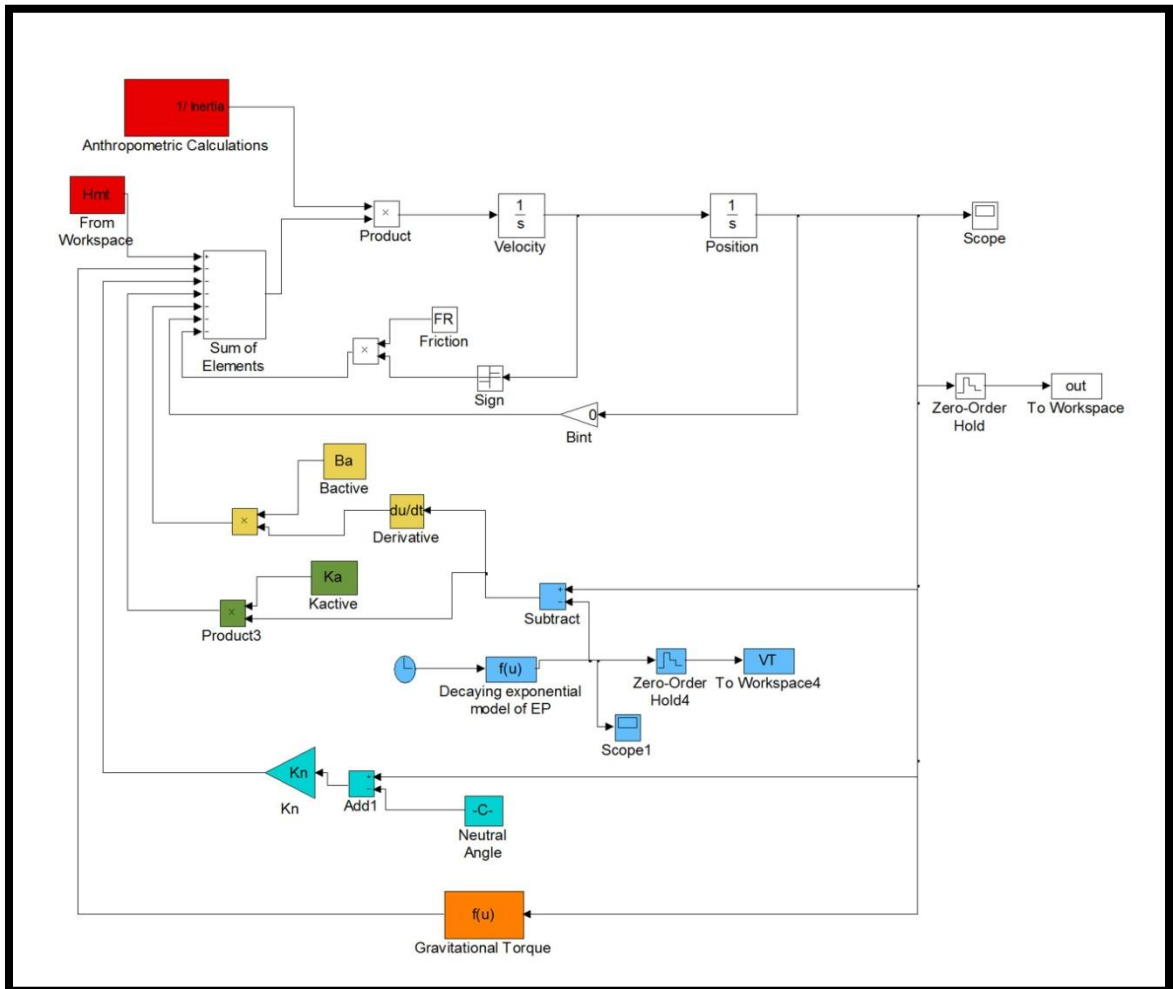 1/ Inertia
Anthropometric Calculations
Hmt
From
Workspace
×
Product
1
s
Velocity
1
s
Position
Scope
+
−
−
−
−
−
−
Sum of
Elements
FR
Friction
×
Sign
0
Bint
Zero-Order
Hold
out
To Workspace
Ba
Bactive
×
du/dt
Derivative
Ka
Kactive
×
Product3
+
−
Subtract
f(u)
Decaying exponential
model of EP
Zero-Order
Hold4
VT
To Workspace4
Scope1
Kn
Kn
+
−
Add1
-C-
Neutral
Angle
f(u)
Gravitational Torque